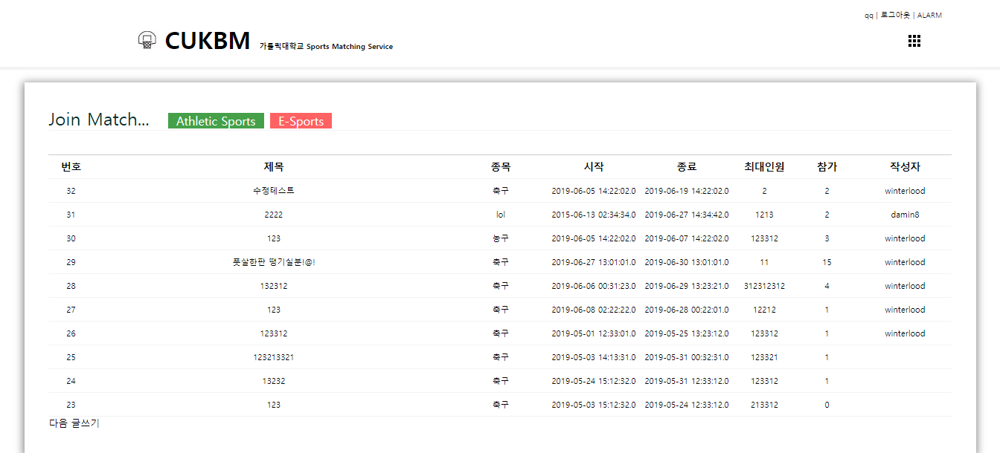 qq | 로그아웃 | ALARM
CUKBM 가톨릭대학교 Sports Matching Service
Join Match... Athletic Sports E-Sports
번호 제목 종목 시작 종료 최대인원 참가 작성자
32 수정테스트 축구 2019-06-05 14:22:02.0 2019-06-19 14:22:02.0 2 2 winterlood
31 2222 lol 2015-06-13 02:34:34.0 2019-06-27 14:34:42.0 1213 2 damin8
30 123 농구 2019-06-05 14:22:02.0 2019-06-07 14:22:02.0 123312 3 winterlood
29 풋살한판 땡기실분!@! 축구 2019-06-27 13:01:01.0 2019-06-30 13:01:01.0 11 15 winterlood
28 132312 축구 2019-06-06 00:31:23.0 2019-06-29 13:23:21.0 312312312 4 winterlood
27 123 축구 2019-06-08 02:22:22.0 2019-06-28 00:22:01.0 12212 1 winterlood
26 123312 축구 2019-05-01 12:33:01.0 2019-05-25 13:23:12.0 123312 1 winterlood
25 123213321 축구 2019-05-03 14:13:31.0 2019-05-31 00:32:31.0 123321 1
24 13232 축구 2019-05-24 15:12:32.0 2019-05-31 12:33:12.0 123312 1
23 123 축구 2019-05-03 15:12:32.0 2019-05-24 12:33:12.0 213312 0
다음 글쓰기